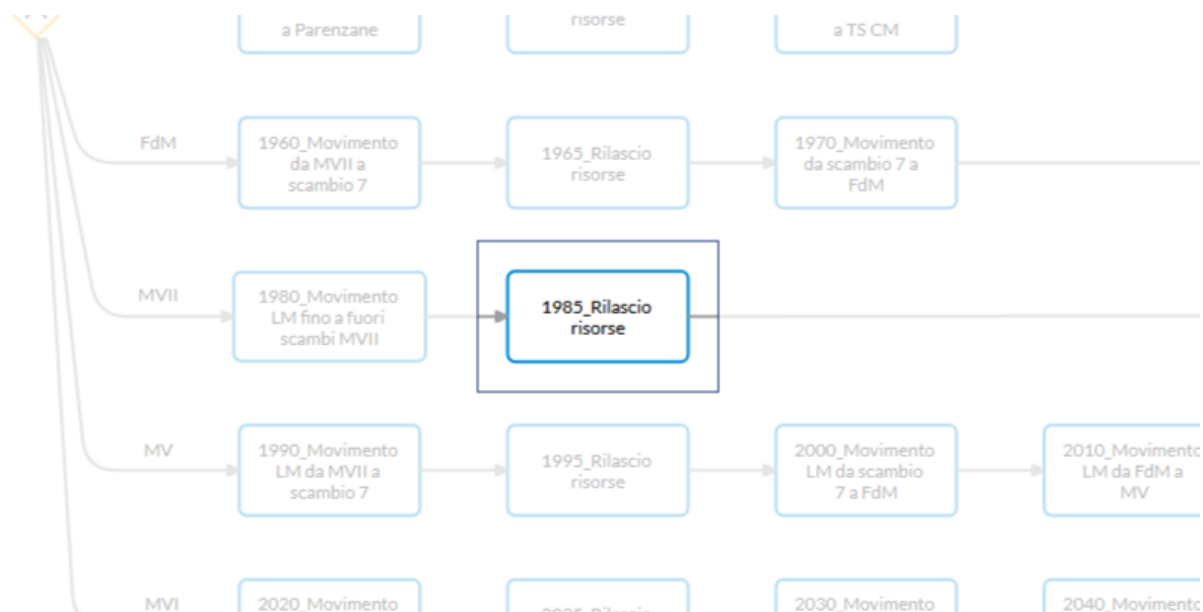 a Parenzane
risorse
a TS CM
FdM
1960_Movimento
da MVII a
scambio 7
1965_Rilascio
risorse
1970_Movimento
da scambio 7 a
FdM
MVII
1980_Movimento
LM fino a fuori
scambi MVII
1985_Rilascio
risorse
MV
1990_Movimento
LM da MVII a
scambio 7
1995_Rilascio
risorse
2000_Movimento
LM da scambio
7 a FdM
2010_Movimento
LM da FdM a
MV
MVI
2020_Movimento
2030_Movimento
2040_Movimento